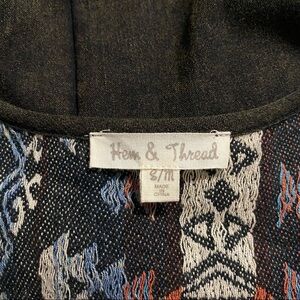 Hem & Thread
S/M
MADE
IN
CHINA